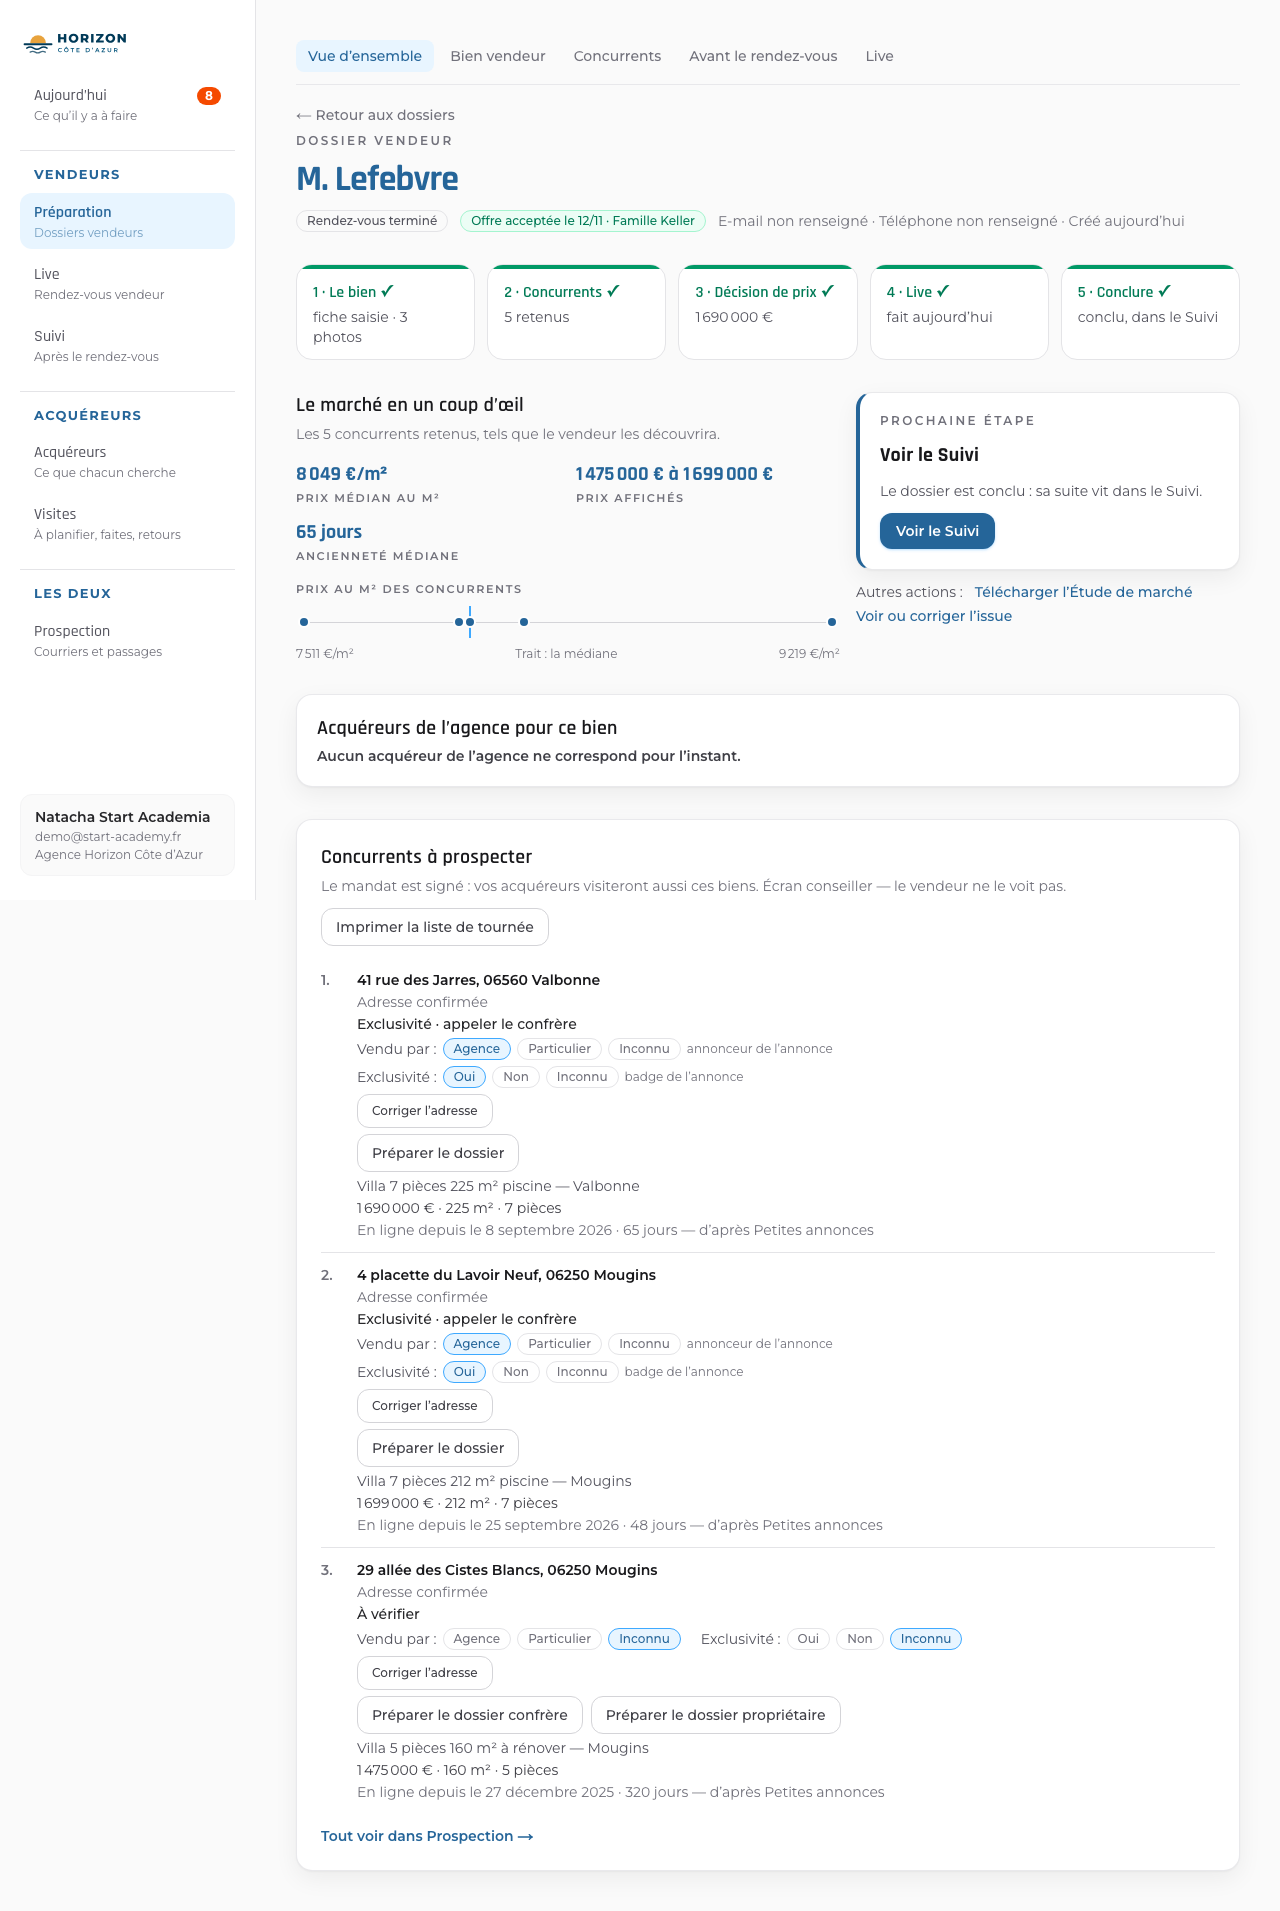 HORIZON
CÔTE D'AZUR
Aujourd’hui
8
Ce qu’il y a à faire
VENDEURS
Préparation
Dossiers vendeurs
Live
Rendez-vous vendeur
Suivi
Après le rendez-vous
ACQUÉREURS
Acquéreurs
Ce que chacun cherche
Visites
À planifier, faites, retours
LES DEUX
Prospection
Courriers et passages
Natacha Start Academia
demo@start-academy.fr
Agence Horizon Côte d’Azur
Vue d’ensemble Bien vendeur Concurrents Avant le rendez-vous Live
← Retour aux dossiers
DOSSIER VENDEUR
M. Lefebvre
Rendez-vous terminé Offre acceptée le 12/11 · Famille Keller E-mail non renseigné · Téléphone non renseigné · Créé aujourd’hui
1 · Le bien ✓
fiche saisie · 3
photos
2 · Concurrents ✓
5 retenus
3 · Décision de prix ✓
1 690 000 €
4 · Live ✓
fait aujourd’hui
5 · Conclure ✓
conclu, dans le Suivi
Le marché en un coup d’œil
Les 5 concurrents retenus, tels que le vendeur les découvrira.
8 049 €/m²
PRIX MÉDIAN AU M²
1 475 000 € à 1 699 000 €
PRIX AFFICHÉS
65 jours
ANCIENNETÉ MÉDIANE
PRIX AU M² DES CONCURRENTS
7 511 €/m² Trait : la médiane 9 219 €/m²
PROCHAINE ÉTAPE
Voir le Suivi
Le dossier est conclu : sa suite vit dans le Suivi.
Voir le Suivi
Autres actions : Télécharger l’Étude de marché
Voir ou corriger l’issue
Acquéreurs de l’agence pour ce bien
Aucun acquéreur de l’agence ne correspond pour l’instant.
Concurrents à prospecter
Le mandat est signé : vos acquéreurs visiteront aussi ces biens. Écran conseiller — le vendeur ne le voit pas.
Imprimer la liste de tournée
1. 41 rue des Jarres, 06560 Valbonne
Adresse confirmée
Exclusivité · appeler le confrère
Vendu par : Agence Particulier Inconnu annonceur de l’annonce
Exclusivité : Oui Non Inconnu badge de l’annonce
Corriger l’adresse
Préparer le dossier
Villa 7 pièces 225 m² piscine — Valbonne
1 690 000 € · 225 m² · 7 pièces
En ligne depuis le 8 septembre 2026 · 65 jours — d’après Petites annonces
2. 4 placette du Lavoir Neuf, 06250 Mougins
Adresse confirmée
Exclusivité · appeler le confrère
Vendu par : Agence Particulier Inconnu annonceur de l’annonce
Exclusivité : Oui Non Inconnu badge de l’annonce
Corriger l’adresse
Préparer le dossier
Villa 7 pièces 212 m² piscine — Mougins
1 699 000 € · 212 m² · 7 pièces
En ligne depuis le 25 septembre 2026 · 48 jours — d’après Petites annonces
3. 29 allée des Cistes Blancs, 06250 Mougins
Adresse confirmée
À vérifier
Vendu par : Agence Particulier Inconnu Exclusivité : Oui Non Inconnu
Corriger l’adresse
Préparer le dossier confrère Préparer le dossier propriétaire
Villa 5 pièces 160 m² à rénover — Mougins
1 475 000 € · 160 m² · 5 pièces
En ligne depuis le 27 décembre 2025 · 320 jours — d’après Petites annonces
Tout voir dans Prospection →